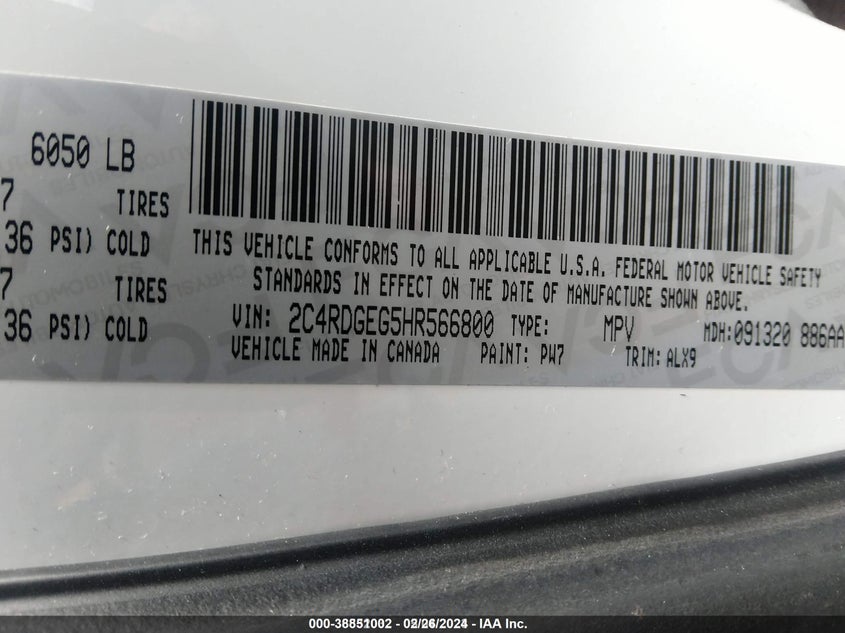 6050 LB
7 TIRES
36 PSI) COLD
7 TIRES
36 PSI) COLD
THIS VEHICLE CONFORMS TO ALL APPLICABLE U.S.A. FEDERAL MOTOR VEHICLE SAFETY
STANDARDS IN EFFECT ON THE DATE OF MANUFACTURE SHOWN ABOVE.
VIN: 2C4RDGEG5HR566800 TYPE: MPV MDH:091320 886AA
VEHICLE MADE IN CANADA PAINT: PW7 TRIM: ALX9
000-38851002 - 02/26/2024 - IAA Inc.